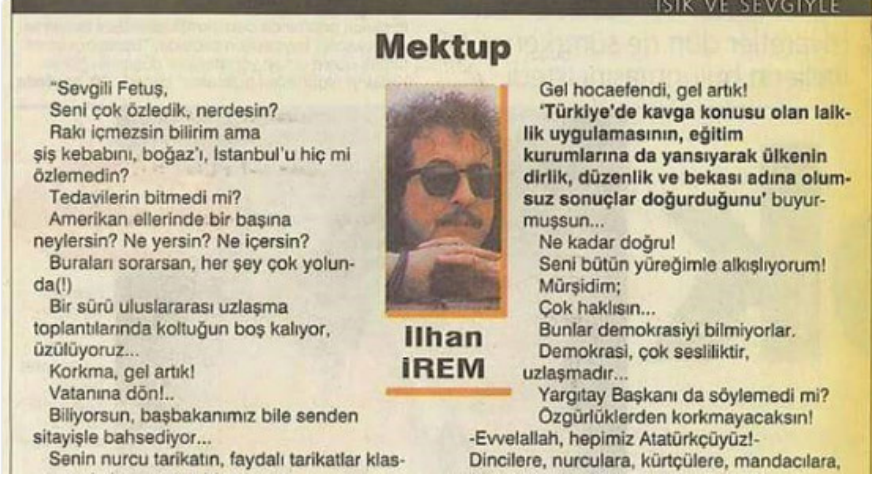 IŞIK VE SEVGİYLE
Mektup
"Sevgili Fetuş,
Seni çok özledik, nerdesin?
Rakı içmezsin bilirim ama
şiş kebabını, boğaz'ı, İstanbul'u hiç mi
özlemedin?
Tedavilerin bitmedi mi?
Amerikan ellerinde bir başına
neylersin? Ne yersin? Ne içersin?
Buraları sorarsan, her şey çok yolun-
da(!)
Bir sürü uluslararası uzlaşma
toplantılarında koltuğun boş kalıyor,
üzülüyoruz...
Korkma, gel artık!
Vatanına dön!..
Biliyorsun, başbakanımız bile senden
sitayişle bahsediyor...
Senin nurcu tarikatın, faydalı tarikatlar klas-
Ilhan
iREM
Gel hocaefendi, gel artık!
'Türkiye'de kavga konusu olan laik-
lik uygulamasının, eğitim
kurumlarına da yansıyarak ülkenin
dirlik, düzenlik ve bekası adına olum-
suz sonuçlar doğurduğunu' buyur-
muşsun...
Ne kadar doğru!
Seni bütün yüreğimle alkışlıyorum!
Mürşidim;
Çok haklısın...
Bunlar demokrasiyi bilmiyorlar.
Demokrasi, çok sesliliktir,
uzlaşmadır...
Yargıtay Başkanı da söylemedi mi?
Özgürlüklerden korkmayacaksın!
-Evvelallah, hepimiz Atatürkçüyüz!-
Dincilere, nurculara, kürtçülere, mandacılara,